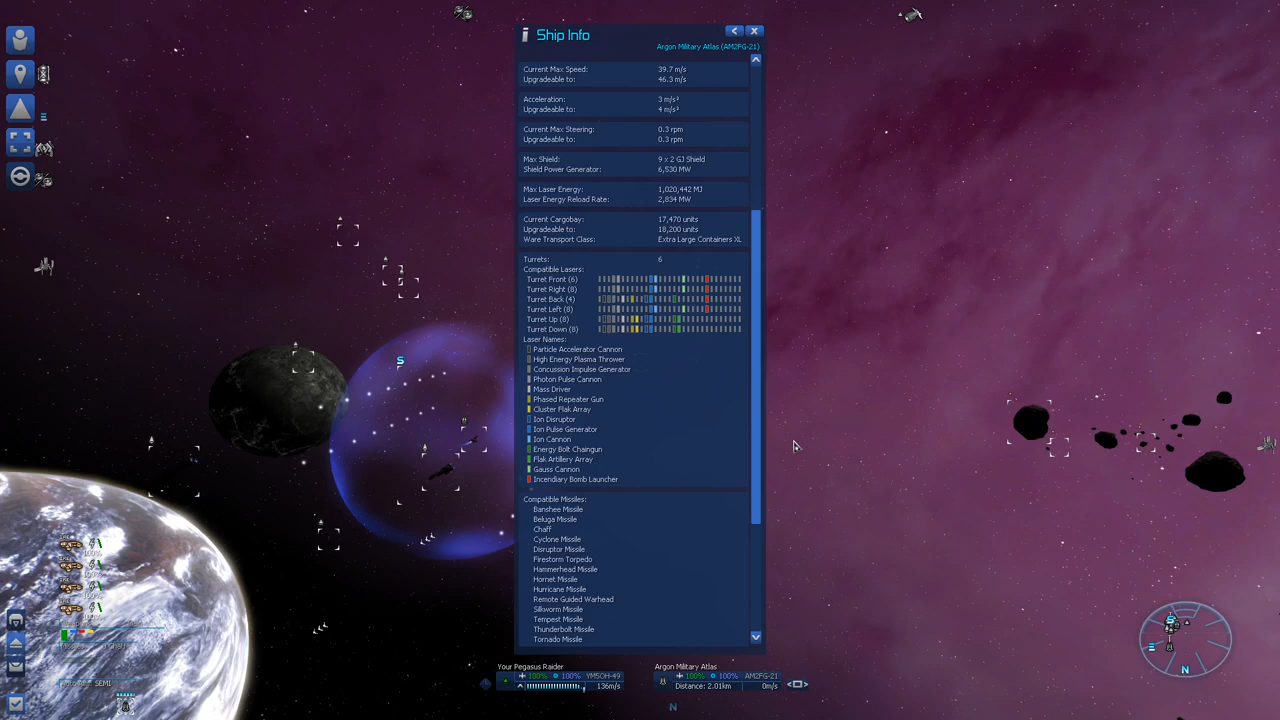 Ship Info
Argon Military Atlas (AM2FG-21)
Current Max Speed: 39.7 m/s
Upgradeable to: 46.3 m/s
Acceleration: 3 m/s²
Upgradeable to: 4 m/s²
Current Max Steering: 0.3 rpm
Upgradeable to: 0.3 rpm
Max Shield: 9 x 2 GJ Shield
Shield Power Generator: 6,530 MW
Max Laser Energy: 1,020,442 MJ
Laser Energy Reload Rate: 2,834 MW
Current Cargobay: 17,470 units
Upgradeable to: 18,200 units
Ware Transport Class: Extra Large Containers XL
Turrets: 6
Compatible Lasers:
Turret Front (6)
Turret Right (8)
Turret Back (4)
Turret Left (8)
Turret Up (8)
Turret Down (8)
Laser Names:
Particle Accelerator Cannon
High Energy Plasma Thrower
Concussion Impulse Generator
Photon Pulse Cannon
Mass Driver
Phased Repeater Gun
Cluster Flak Array
Ion Disruptor
Ion Pulse Generator
Ion Cannon
Energy Bolt Chaingun
Flak Artillery Array
Gauss Cannon
Incendiary Bomb Launcher
Compatible Missiles:
Banshee Missile
Beluga Missile
Chaff
Cyclone Missile
Disruptor Missile
Firestorm Torpedo
Hammerhead Missile
Hornet Missile
Hurricane Missile
Remote Guided Warhead
Silkworm Missile
Tempest Missile
Thunderbolt Missile
Tornado Missile
S
100%
100%
100%
100%
SEMI
Your Pegasus Raider
100% 100% YM5OH-49
136m/s
Argon Military Atlas
100% 100% AM2FG-21
Distance: 2.01km 0m/s
N
S
E
N